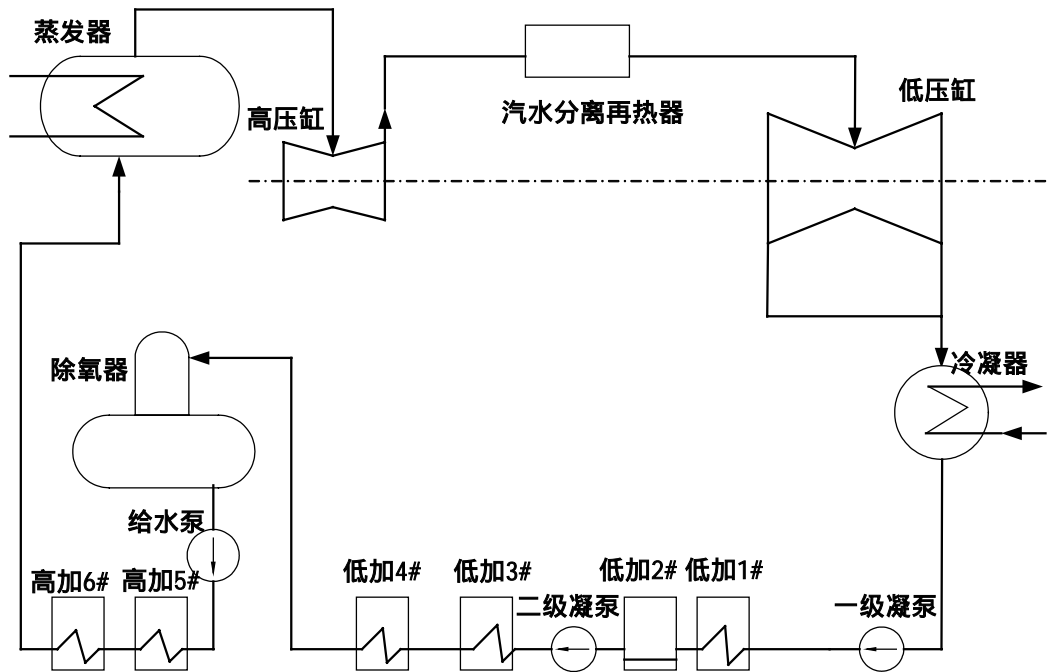 蒸发器
低压缸
高压缸
汽水分离再热器
除氧器
冷凝器
给水泵
高加6#
高加5#
低加4#
低加3#
低加2#
低加1#
二级凝泵
一级凝泵